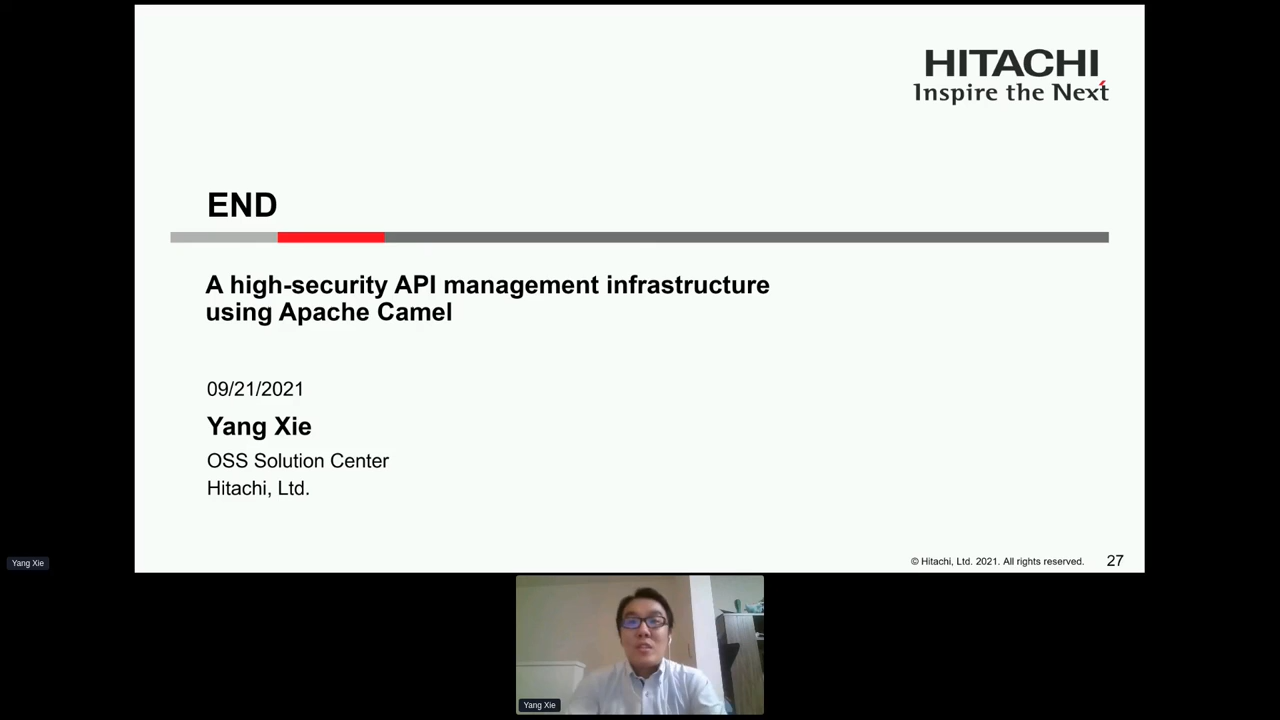 HITACHI
Inspire the Next
END
A high-security API management infrastructure
using Apache Camel
09/21/2021
Yang Xie
OSS Solution Center
Hitachi, Ltd.
© Hitachi, Ltd. 2021. All rights reserved.
27
Yang Xie
Yang Xie